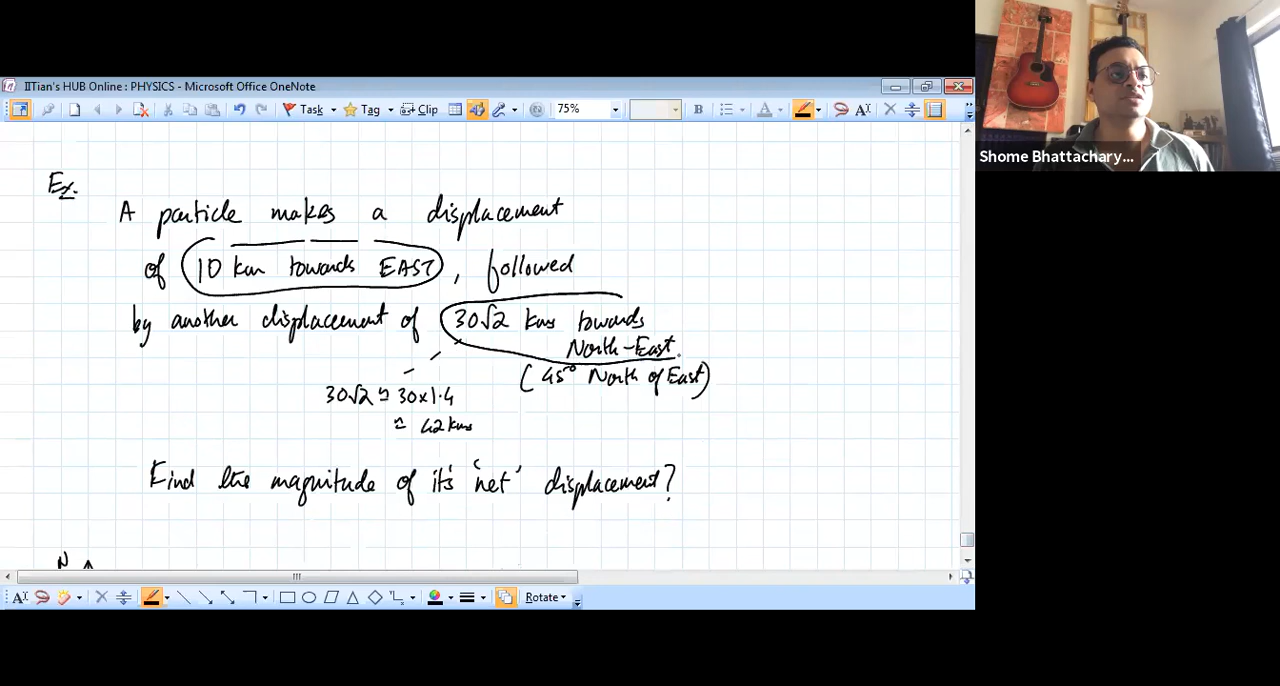 IITian's HUB Online : PHYSICS - Microsoft Office OneNote
Task Tag Clip 75% B A
Shome Bhattachary...
Ex.
A particle makes a displacement
of 10 km towards EAST, followed
by another displacement of 30√2 kms towards
North-East.
(45° North of East)
30√2 ≈ 30×1.4
≈ 42 kms
Find the magnitude of it's 'net' displacement?
N
Rotate